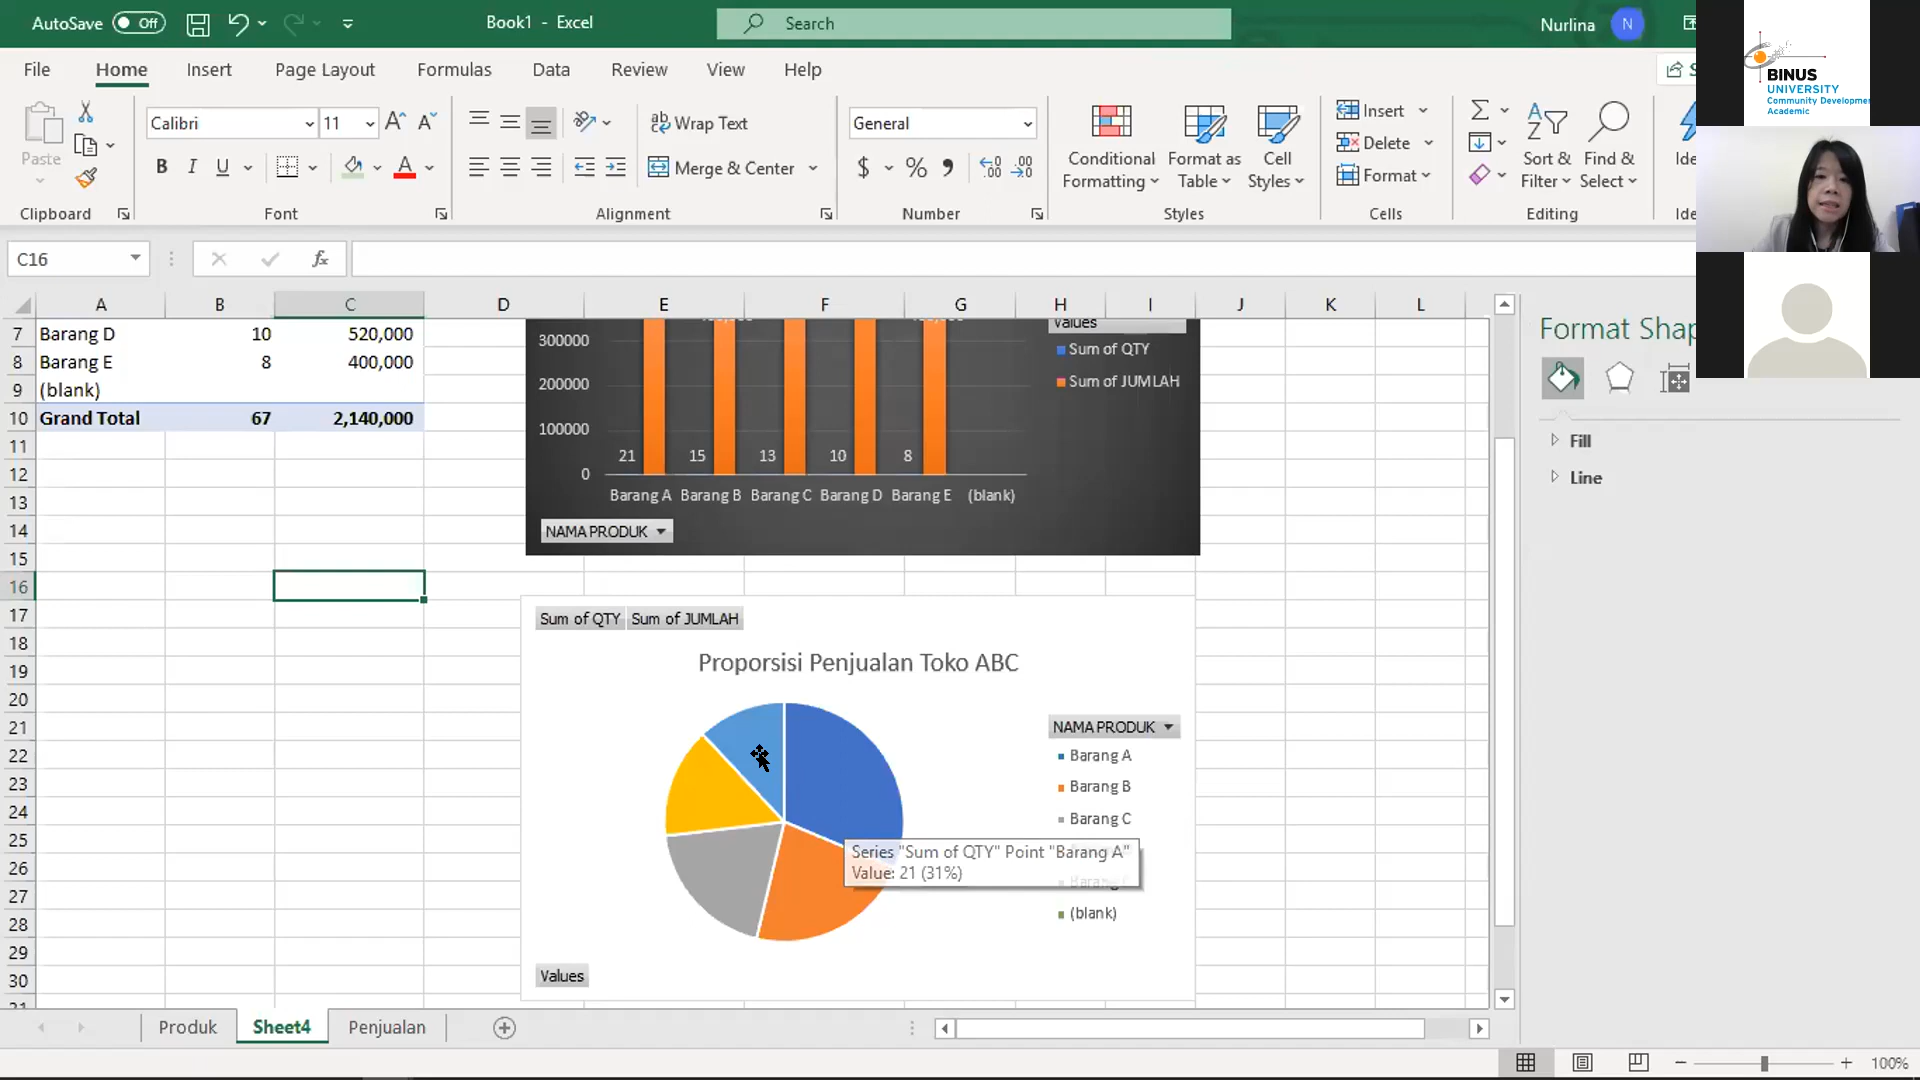 AutoSave Off
Book1 - Excel
Search
Nurlina N
File Home Insert Page Layout Formulas Data Review View Help
Paste
Clipboard
Calibri 11
B I U
Font
Wrap Text
Merge & Center
Alignment
General
$ %
Number
Conditional Formatting
Format as Table
Cell Styles
Styles
Insert
Delete
Format
Cells
Sort & Filter
Find & Select
Editing
BINUS
UNIVERSITY
Academic
C16
fx
A B C D E F G H I J K L
7 Barang D 10 520,000
8 Barang E 8 400,000
9 (blank)
10 Grand Total 67 2,140,000
11
12
13
14
15
16
17
18
19
20
21
22
23
24
25
26
27
28
29
30
300000
200000
100000
0
21 15 13 10 8
Barang A Barang B Barang C Barang D Barang E (blank)
NAMA PRODUK
Values
Sum of QTY
Sum of JUMLAH
Sum of QTY Sum of JUMLAH
Proporsisi Penjualan Toko ABC
NAMA PRODUK
Barang A
Barang B
Barang C
(blank)
Series "Sum of QTY" Point "Barang A"
Value: 21 (31%)
Values
Format
Fill
Line
Produk Sheet4 Penjualan
100%